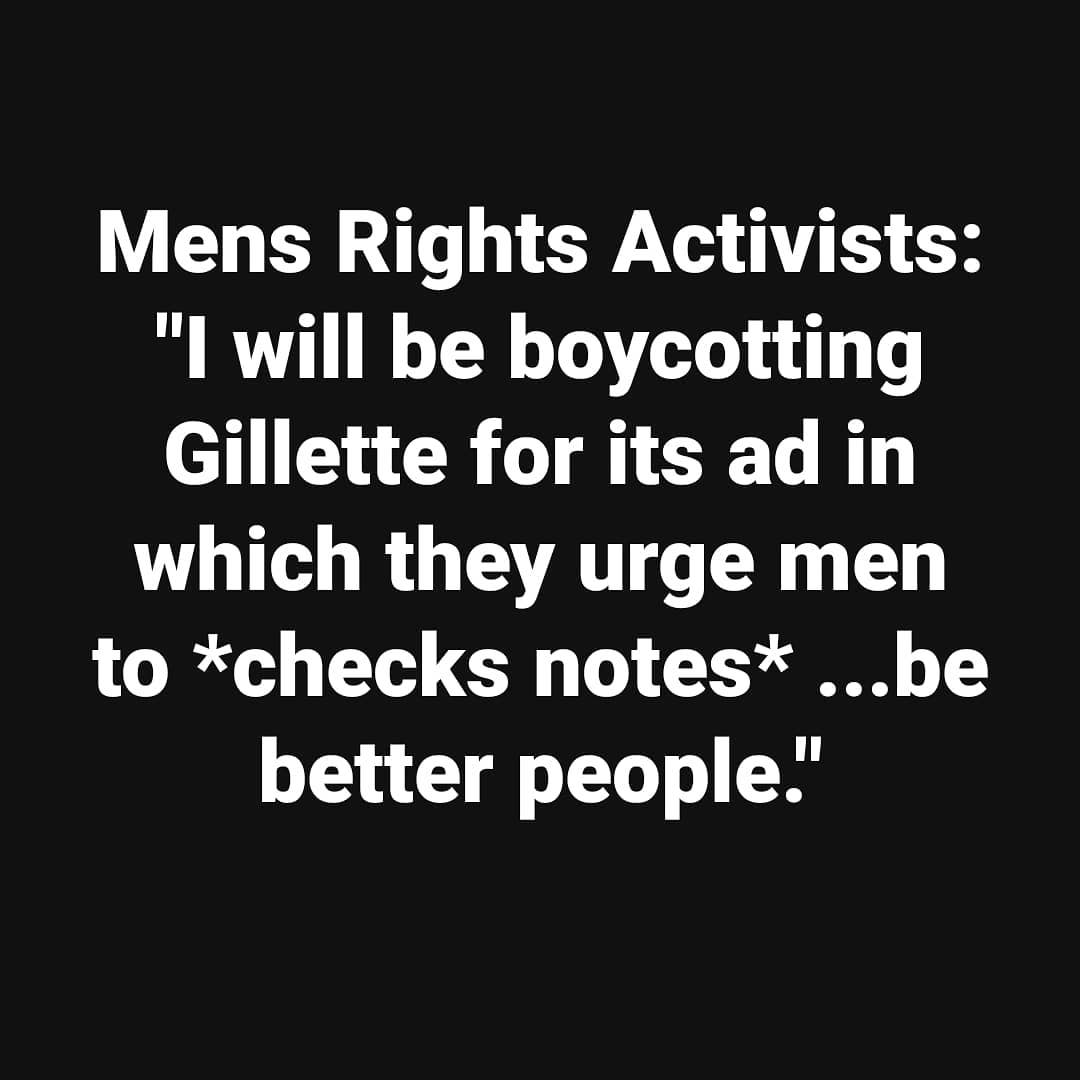 Mens Rights Activists:
"I will be boycotting
Gillette for its ad in
which they urge men
to *checks notes* ...be
better people."